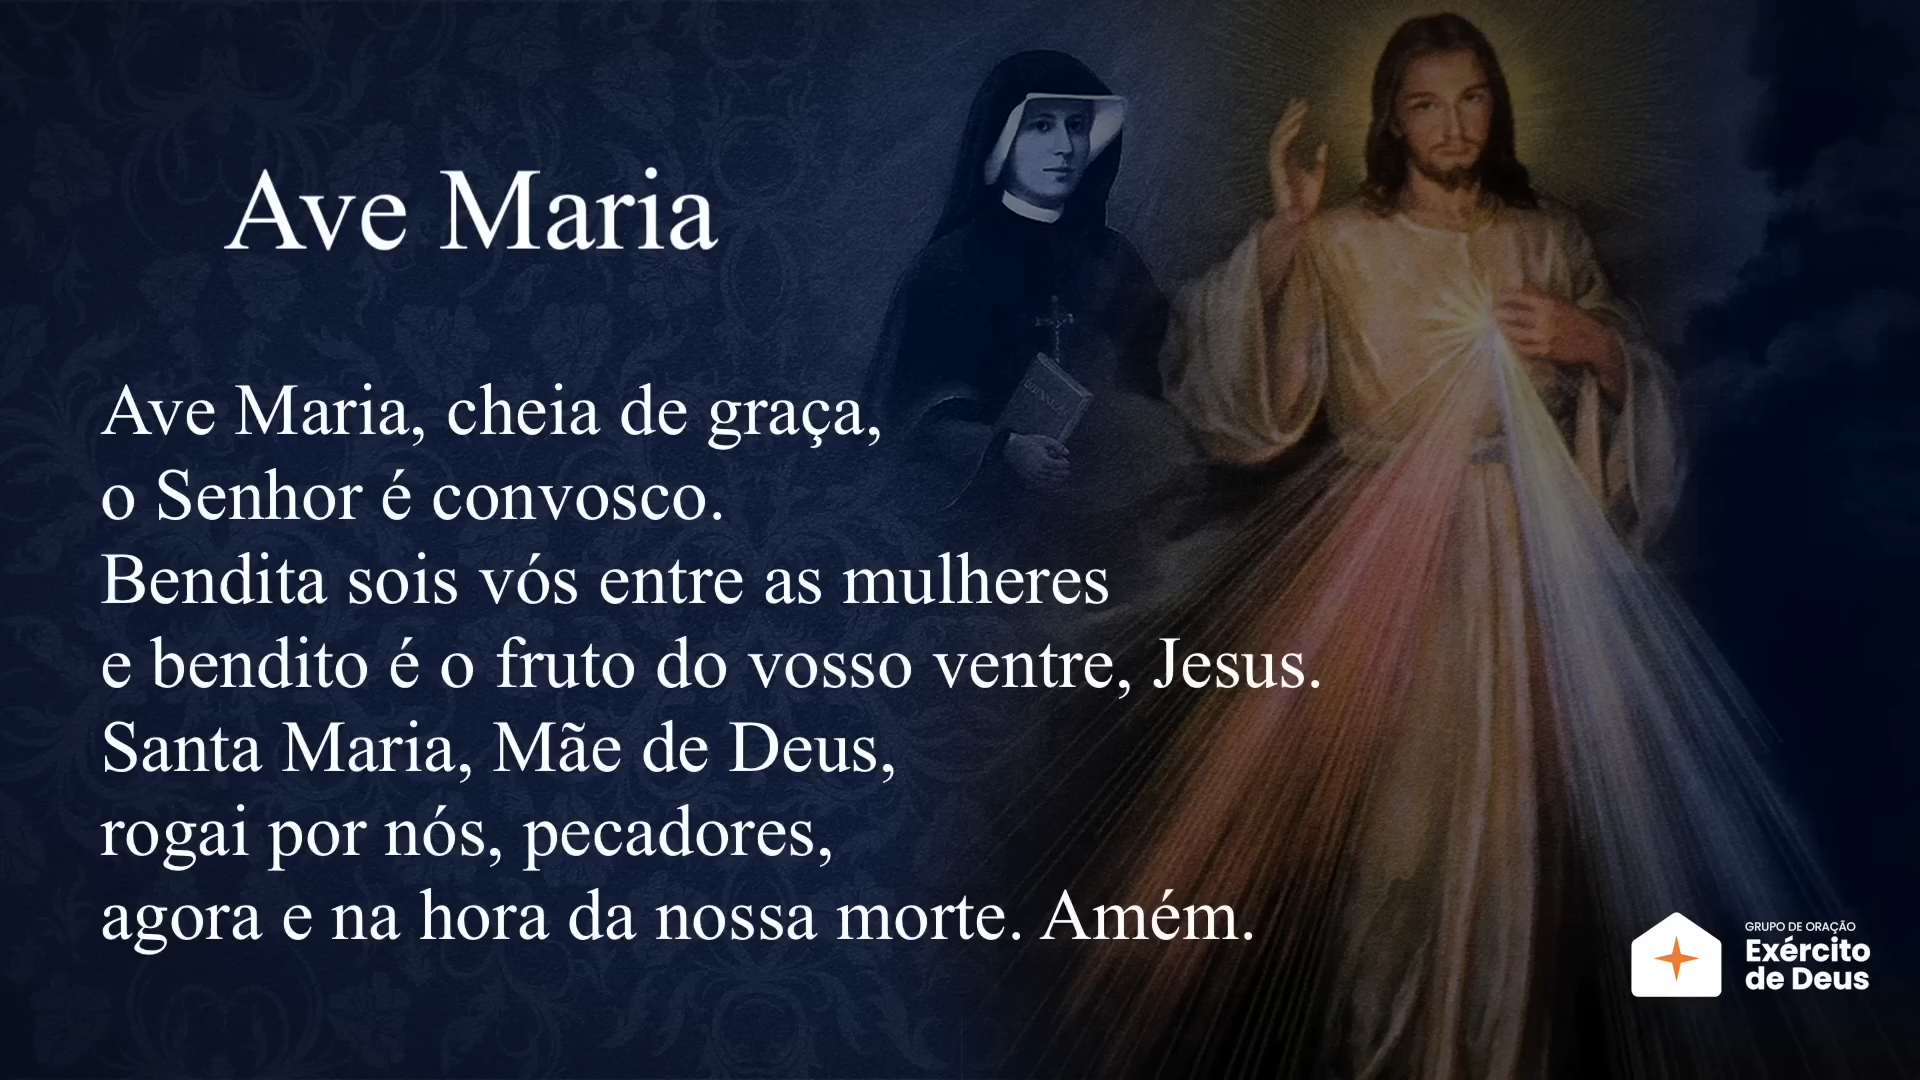 Ave Maria
Ave Maria, cheia de graça,
o Senhor é convosco.
Bendita sois vós entre as mulheres
e bendito é o fruto do vosso ventre, Jesus.
Santa Maria, Mãe de Deus,
rogai por nós, pecadores,
agora e na hora da nossa morte. Amém.
GRUPO DE ORAÇÃO
Exército
de Deus